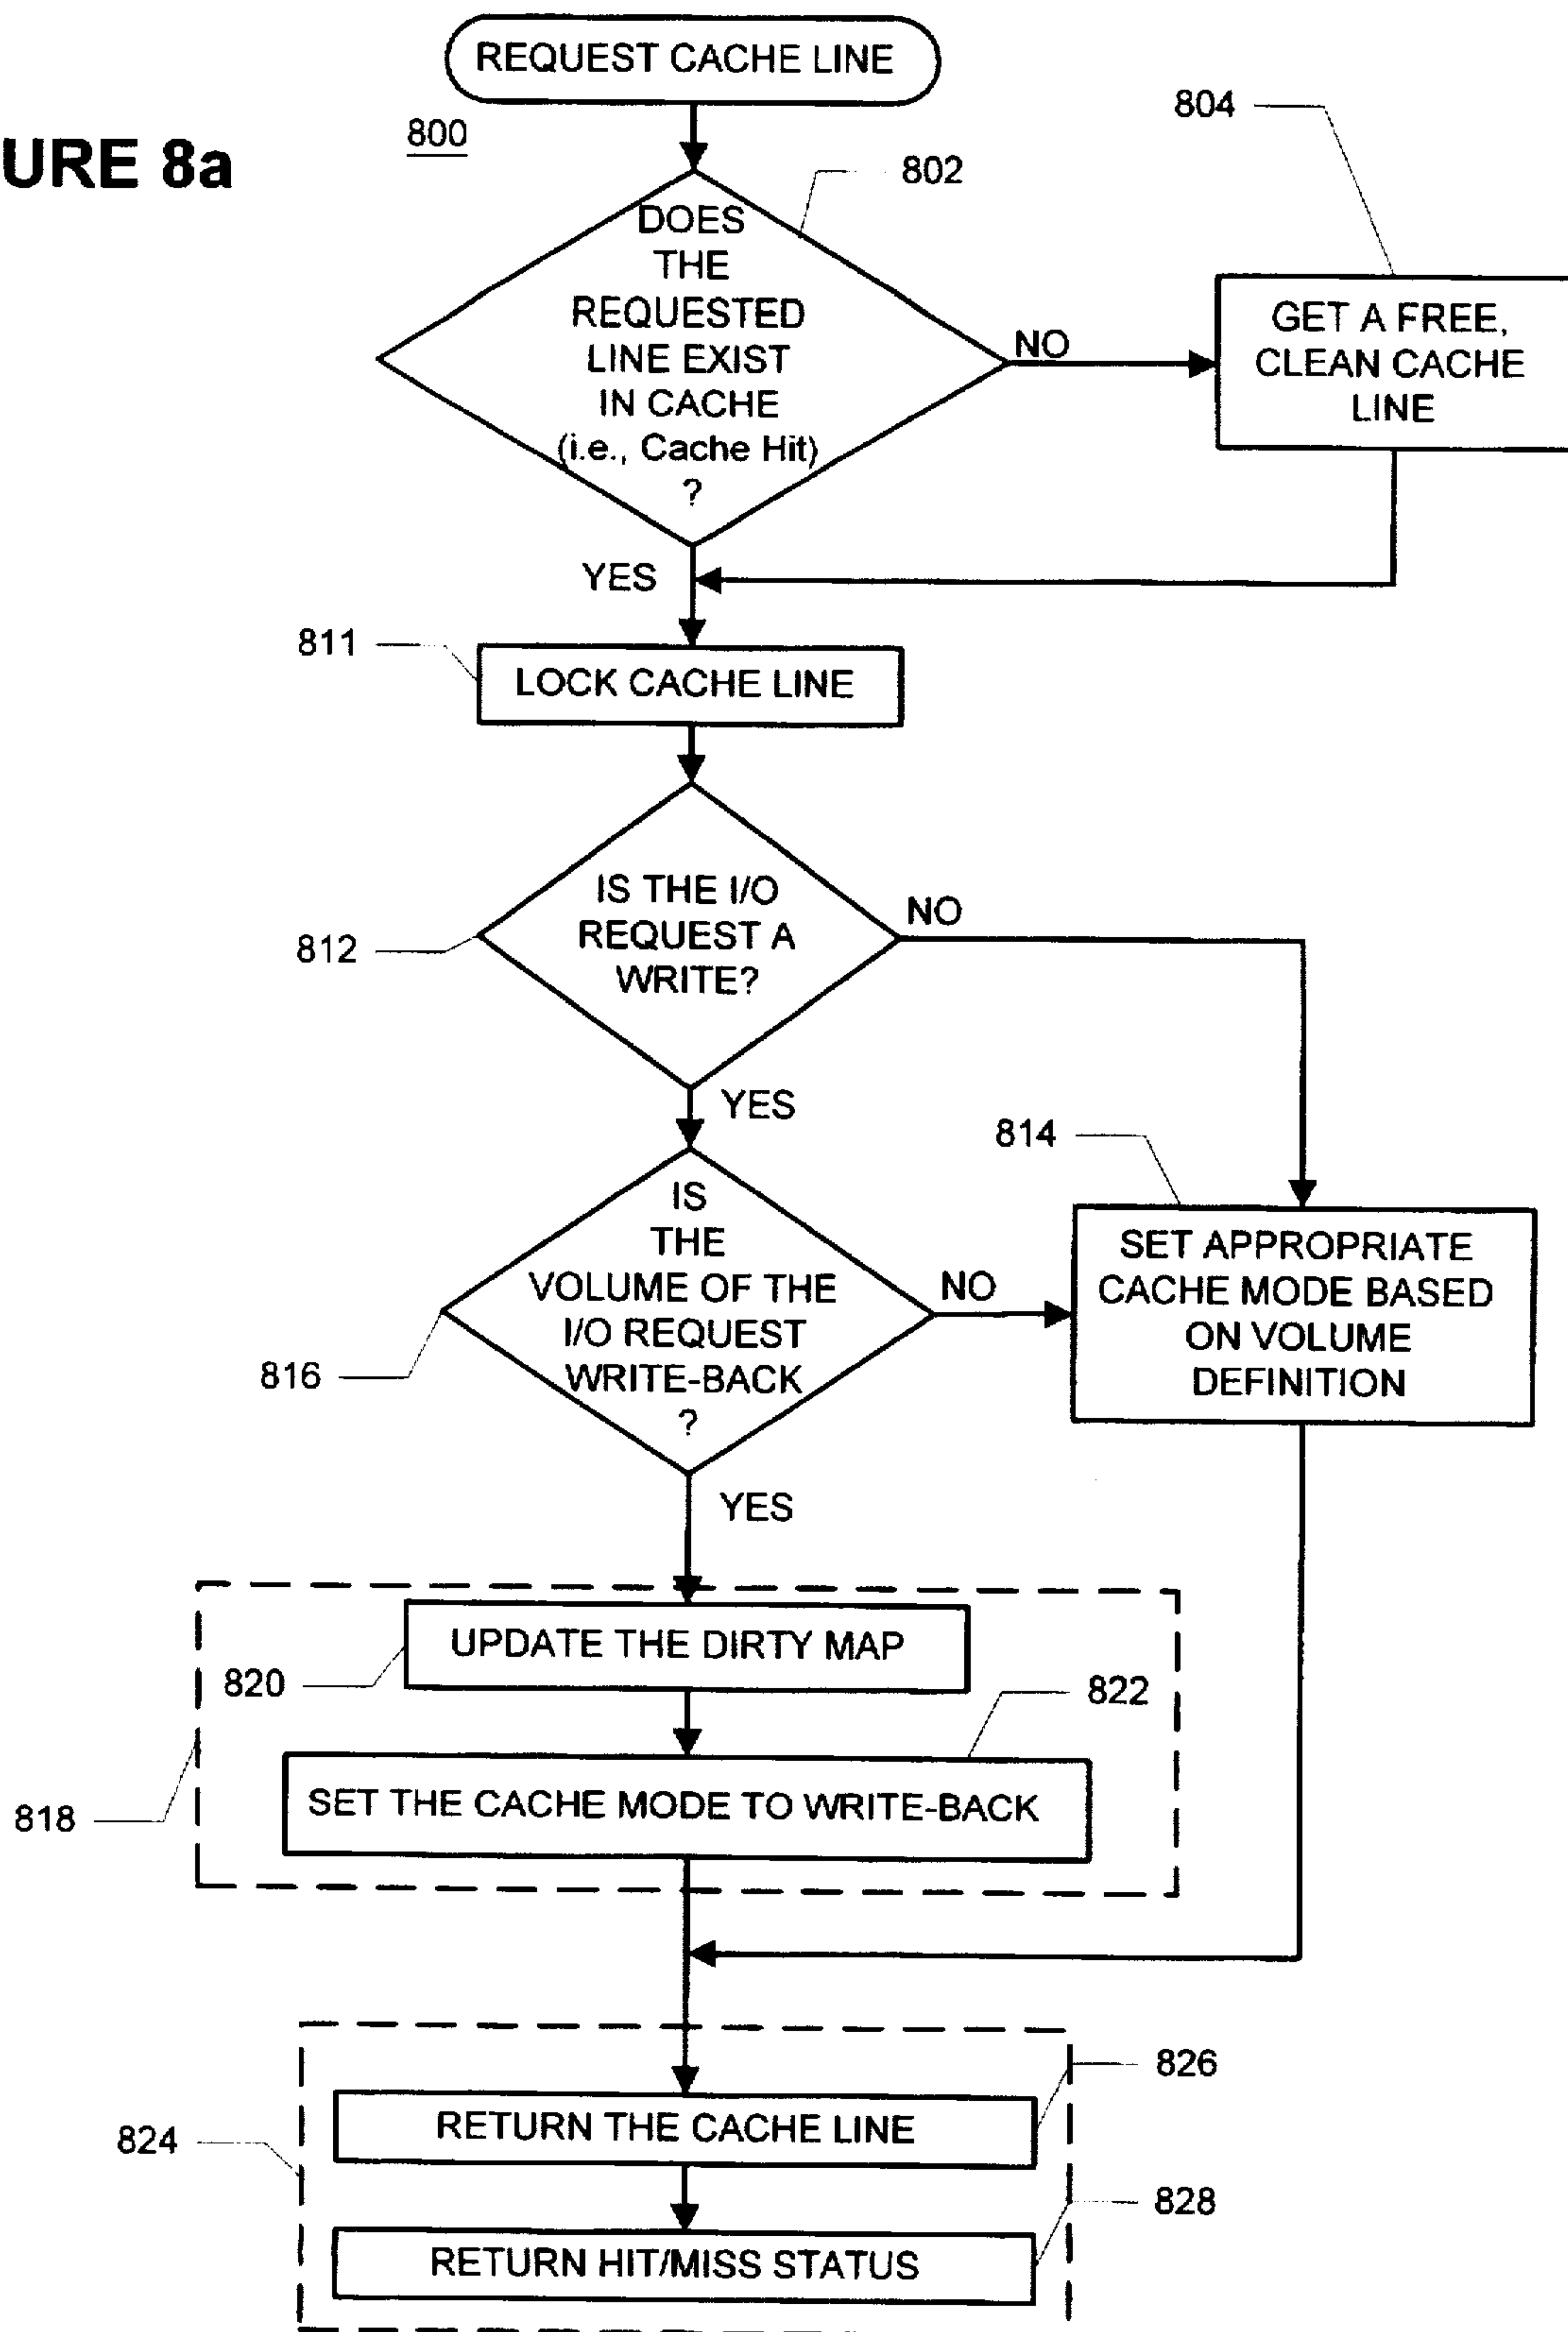 REQUEST CACHE LINE
804
800
URE 8a
802
DOES
THE
REQUESTED
LINE EXIST
IN CACHE
(i.e., Cache Hit)
?
NO
GET A FREE,
CLEAN CACHE
LINE
YES
811
LOCK CACHE LINE
IS THE I/O
REQUEST A
WRITE?
NO
812
YES
814
IS
THE
VOLUME OF THE
I/O REQUEST
WRITE-BACK
?
NO
816
SET APPROPRIATE
CACHE MODE BASED
ON VOLUME
DEFINITION
YES
UPDATE THE DIRTY MAP
820
822
SET THE CACHE MODE TO WRITE-BACK
818
826
RETURN THE CACHE LINE
824
828
RETURN HIT/MISS STATUS